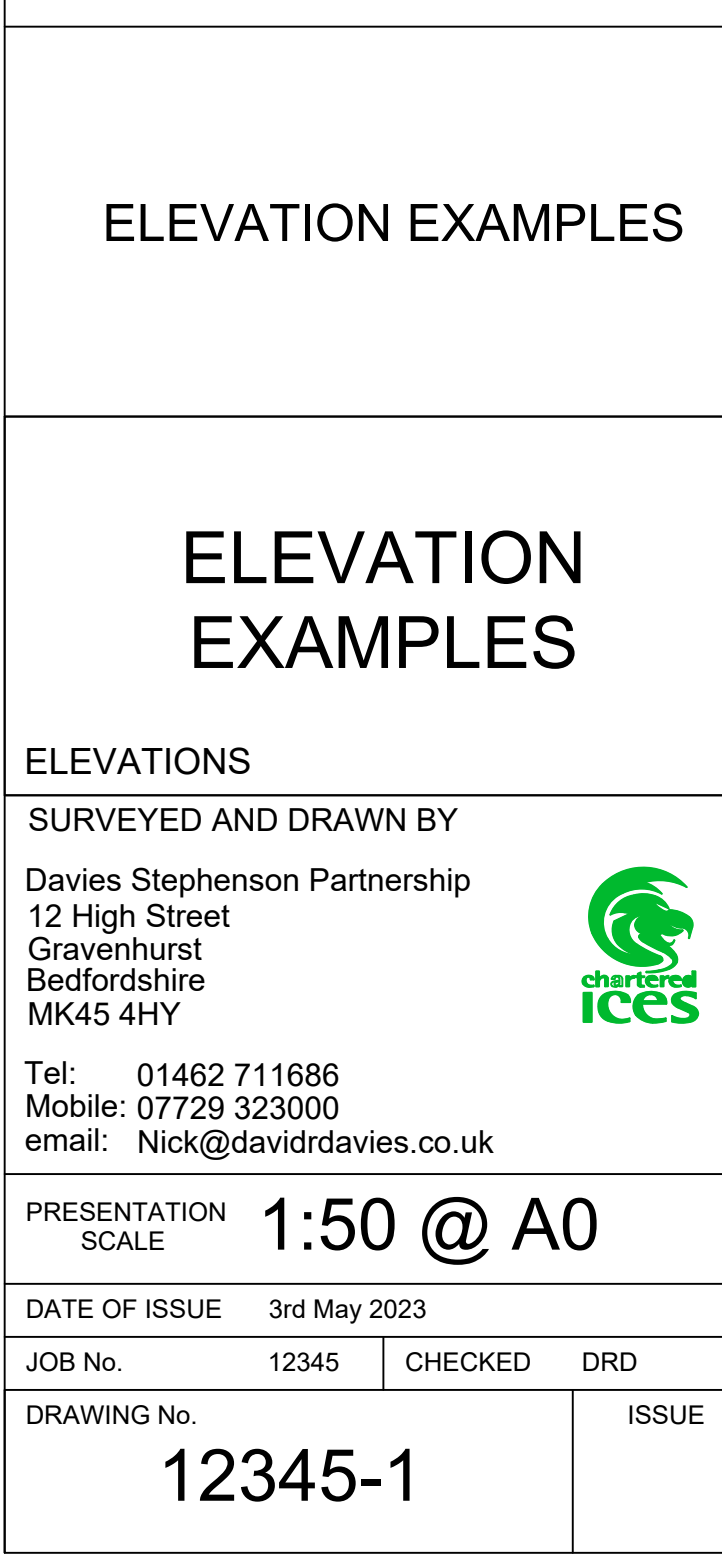 ELEVATION EXAMPLES
ELEVATION
EXAMPLES
ELEVATIONS
SURVEYED AND DRAWN BY
Davies Stephenson Partnership
12 High Street
Gravenhurst
Bedfordshire
MK45 4HY
chartered
ices
Tel: 01462 711686
Mobile: 07729 323000
email: Nick@davidrdavies.co.uk
PRESENTATION
SCALE
1:50 @ A0
DATE OF ISSUE 3rd May 2023
JOB No. 12345 CHECKED DRD
DRAWING No. ISSUE
12345-1